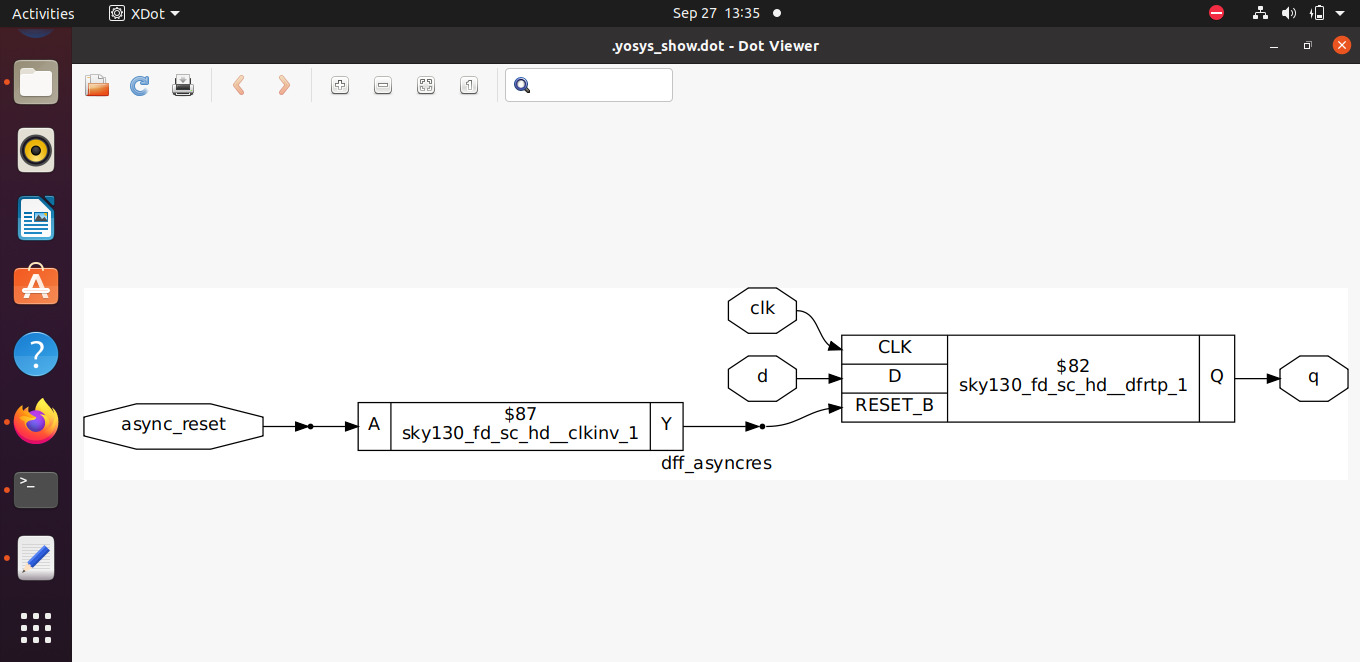 Activities
XDot
Sep 27 13:35
.yosys_show.dot - Dot Viewer
clk
CLK
$82
d
D
sky130_fd_sc_hd__dfrtp_1
Q
q
RESET_B
async_reset
A
$87
sky130_fd_sc_hd__clkinv_1
Y
dff_asyncres